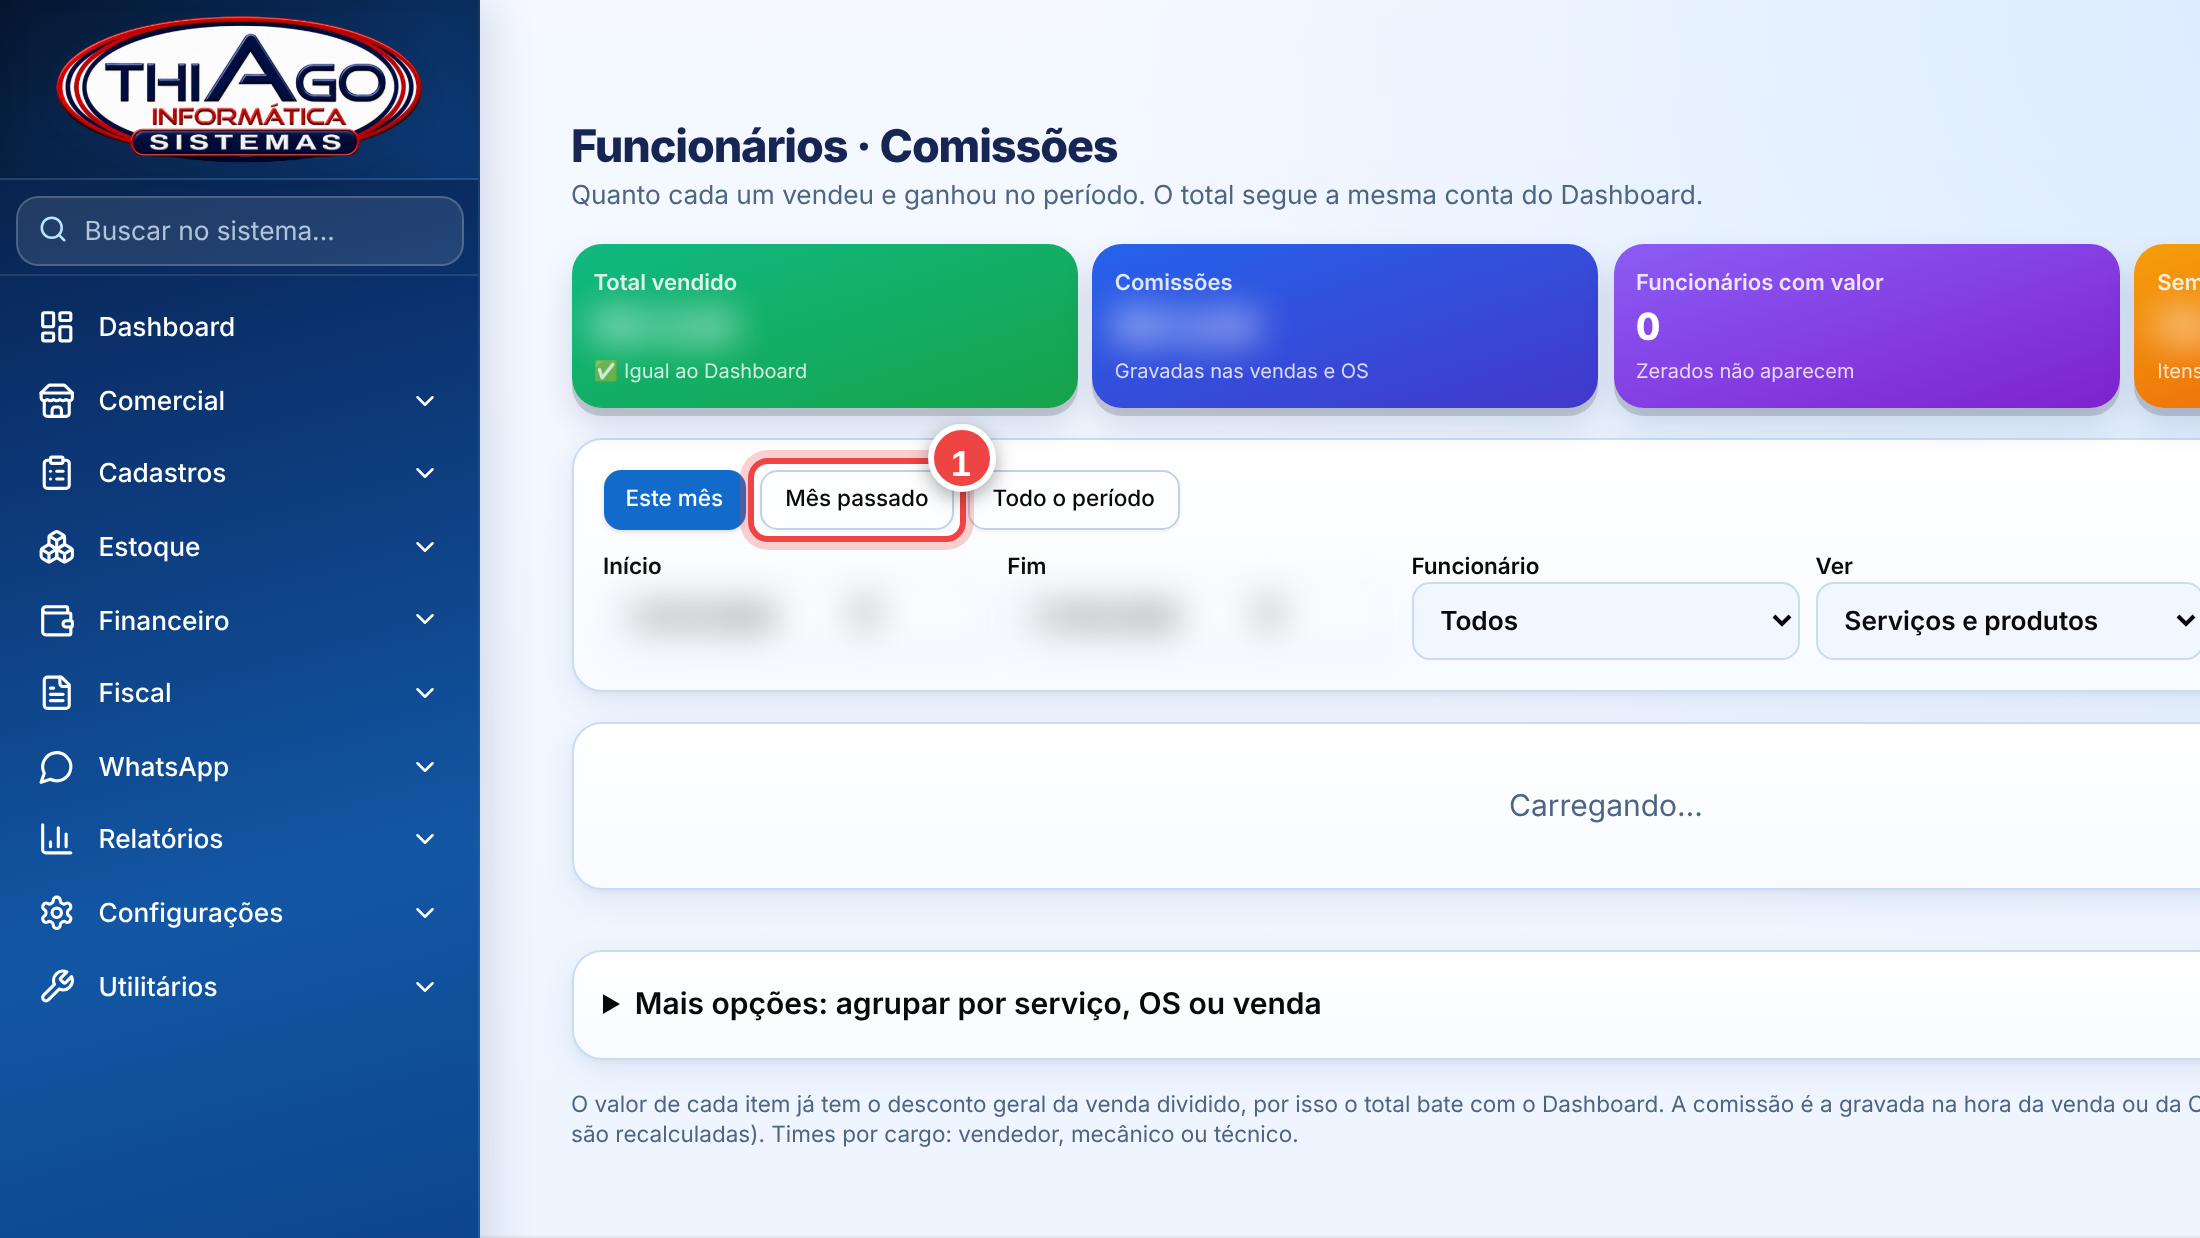 THIAGO
INFORMÁTICA
SISTEMAS
Buscar no sistema...
Dashboard
Comercial
Cadastros
Estoque
Financeiro
Fiscal
WhatsApp
Relatórios
Configurações
Utilitários
Funcionários · Comissões
Quanto cada um vendeu e ganhou no período. O total segue a mesma conta do Dashboard.
Total vendido
✅ Igual ao Dashboard
Comissões
Gravadas nas vendas e OS
Funcionários com valor
0
Zerados não aparecem
Sem
Itens
1
Este mês
Mês passado
Todo o período
Início
Fim
Funcionário
Ver
Todos
Serviços e produtos
Carregando...
▶ Mais opções: agrupar por serviço, OS ou venda
O valor de cada item já tem o desconto geral da venda dividido, por isso o total bate com o Dashboard. A comissão é a gravada na hora da venda ou da
são recalculadas). Times por cargo: vendedor, mecânico ou técnico.